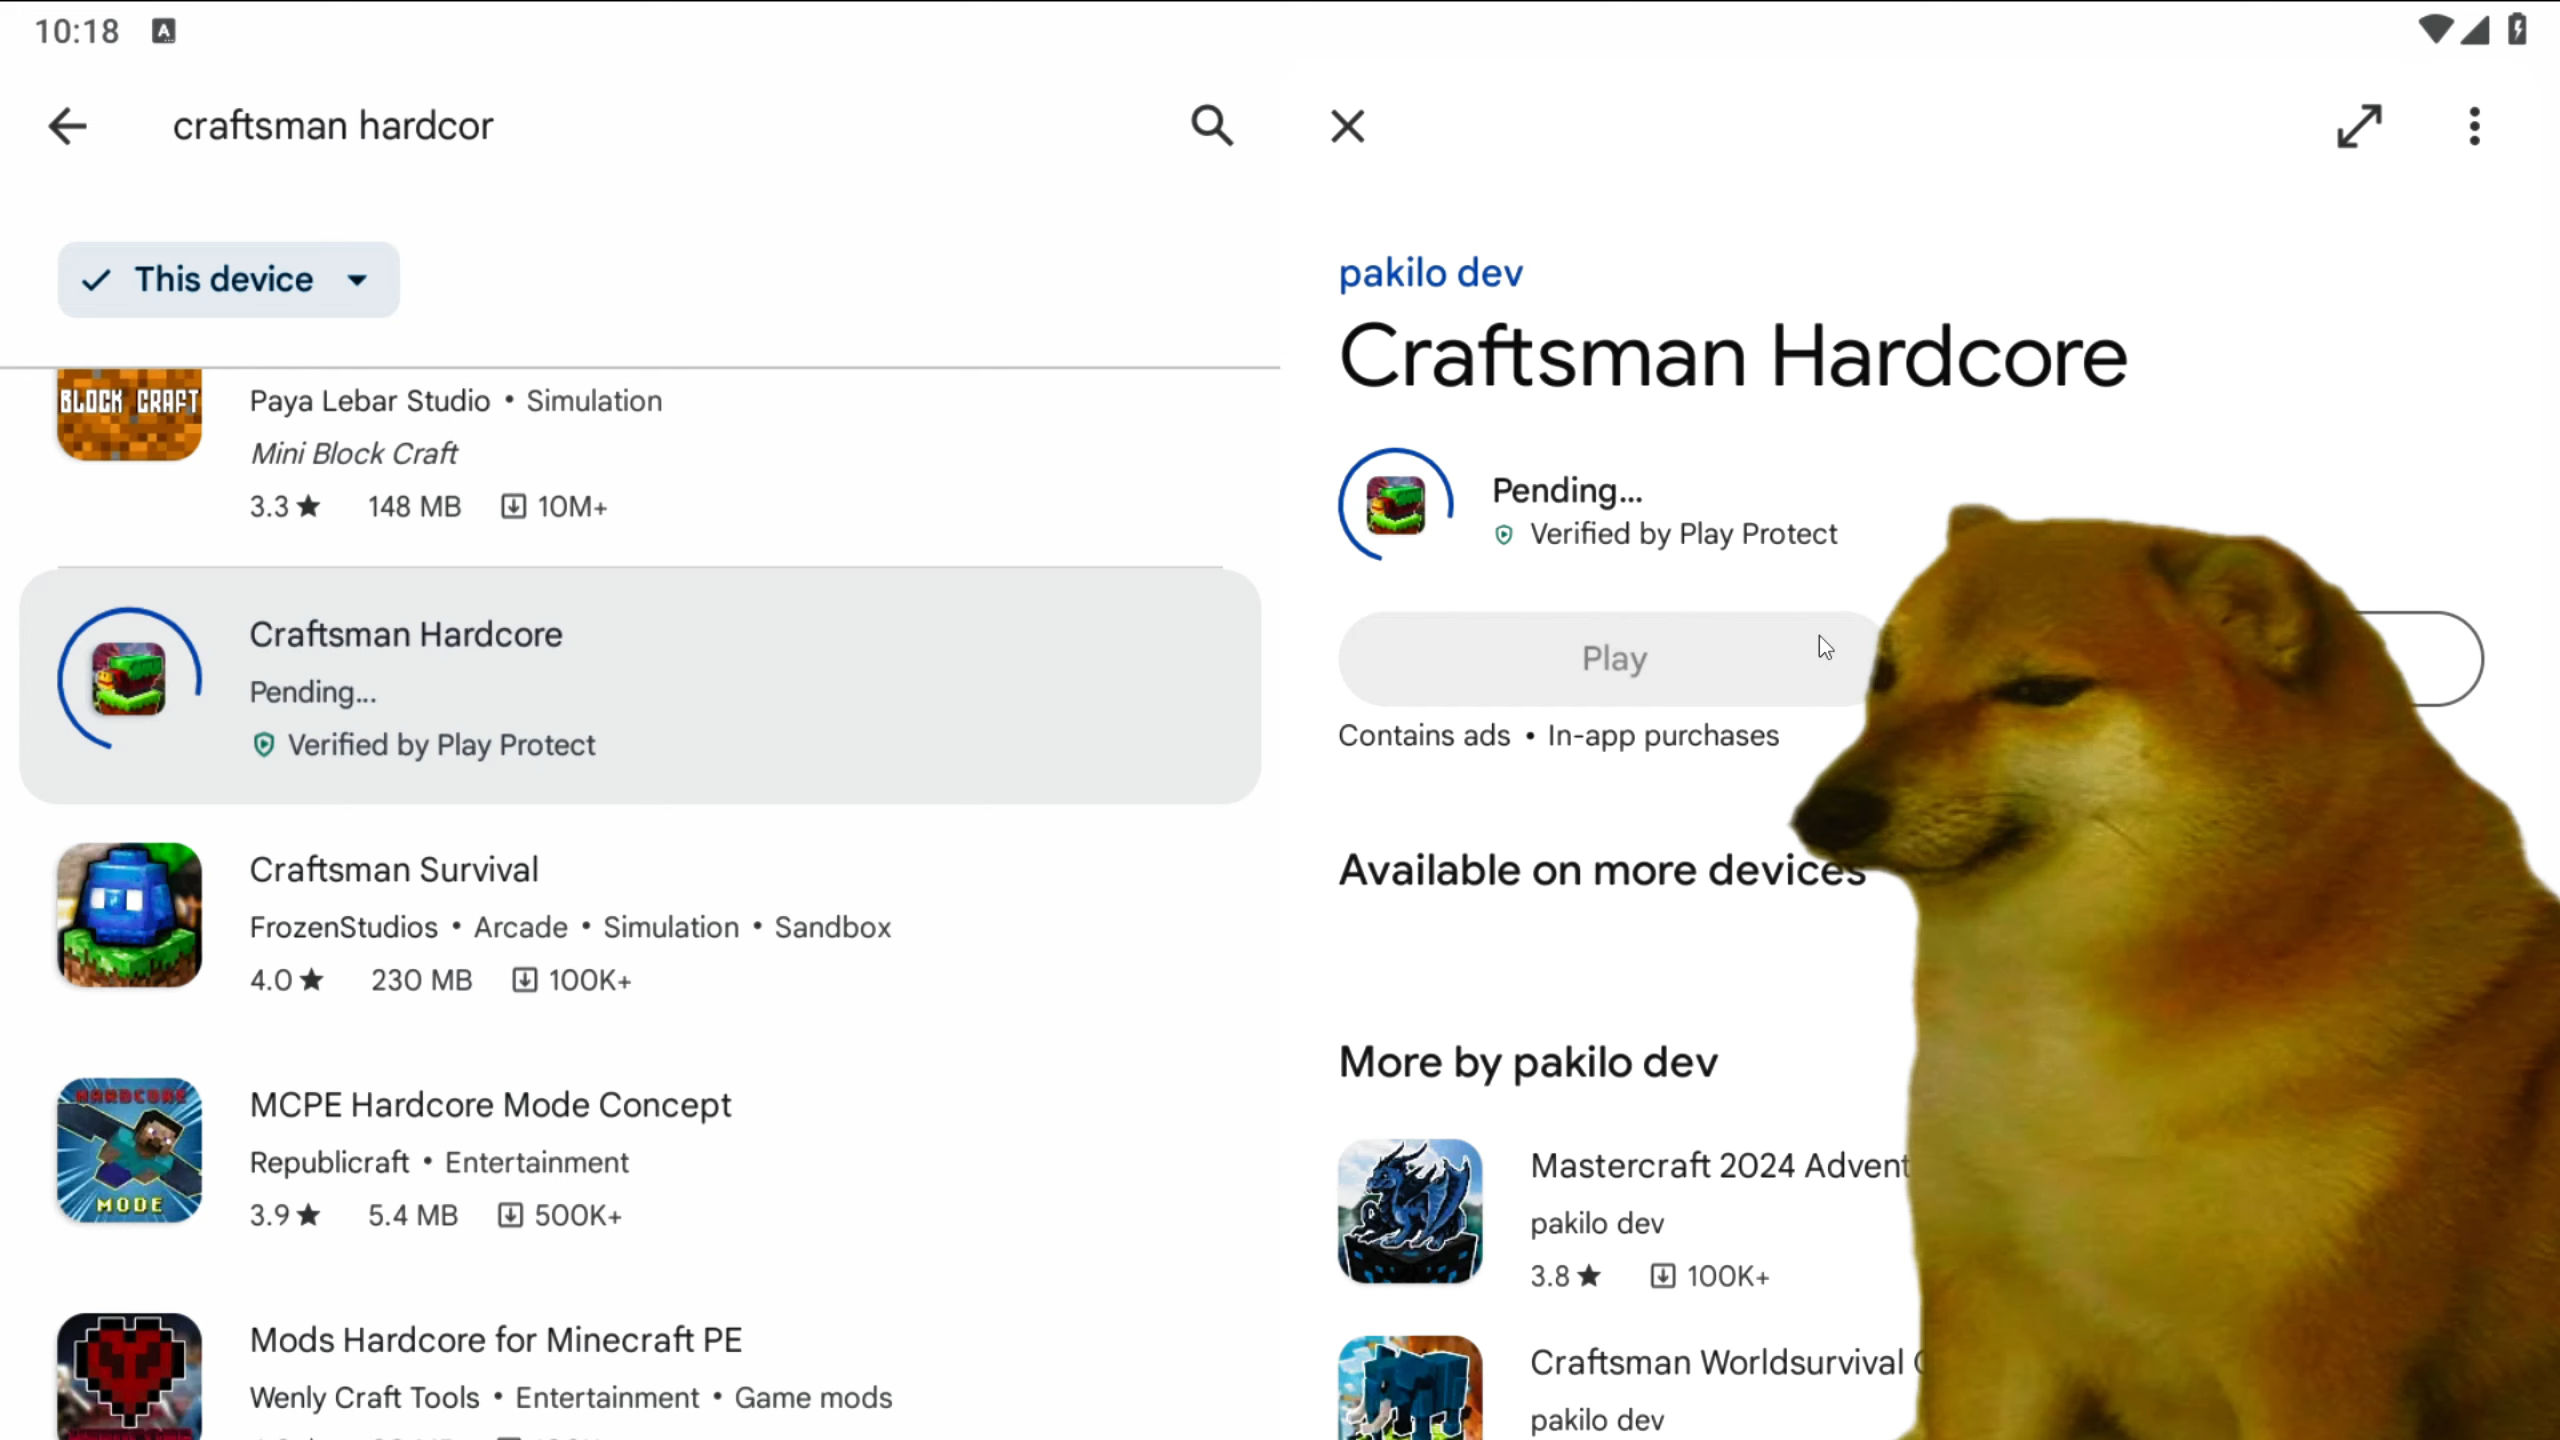 10:18
craftsman hardcor
This device
BLOCK CRAFT
Paya Lebar Studio • Simulation
Mini Block Craft
3.3★ 148 MB 10M+
Craftsman Hardcore
Pending...
Verified by Play Protect
Craftsman Survival
FrozenStudios • Arcade • Simulation • Sandbox
4.0★ 230 MB 100K+
HARDCORE
MODE
MCPE Hardcore Mode Concept
Republicraft • Entertainment
3.9★ 5.4 MB 500K+
Mods Hardcore for Minecraft PE
Wenly Craft Tools • Entertainment • Game mods
pakilo dev
Craftsman Hardcore
Pending...
Verified by Play Protect
Play
Contains ads • In-app purchases
Available on more devices
More by pakilo dev
Mastercraft 2024 Advent
pakilo dev
3.8★ 100K+
Craftsman Worldsurvival
pakilo dev